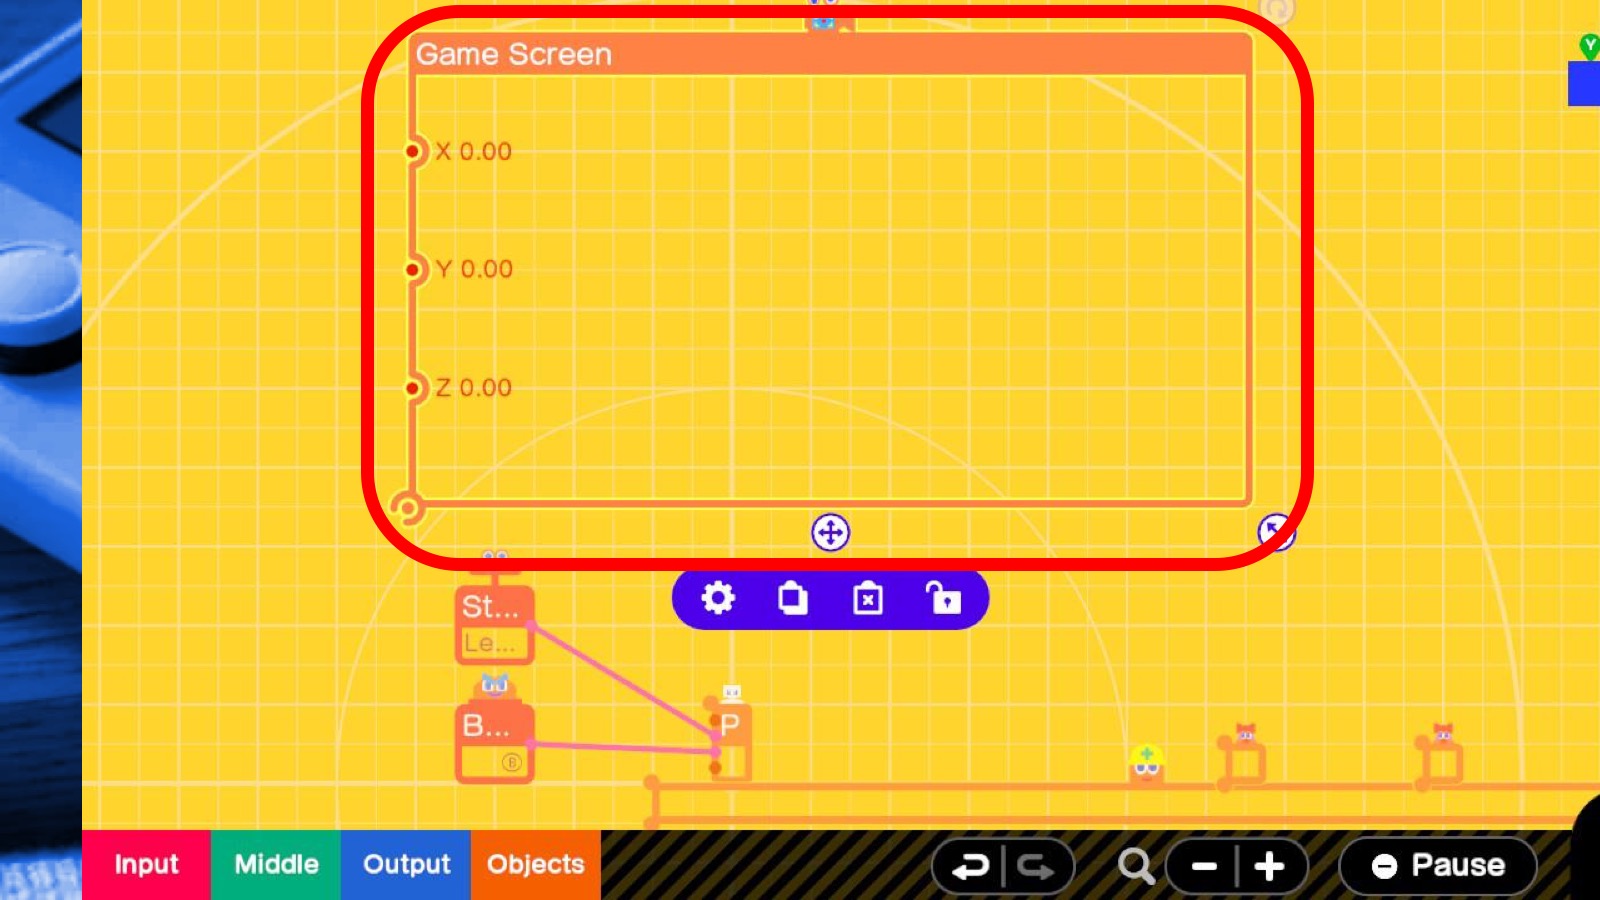 Game Screen
Y
X 0.00
Y 0.00
Z 0.00
St...
Le...
B...
B
P
Input
Middle
Output
Objects
Pause